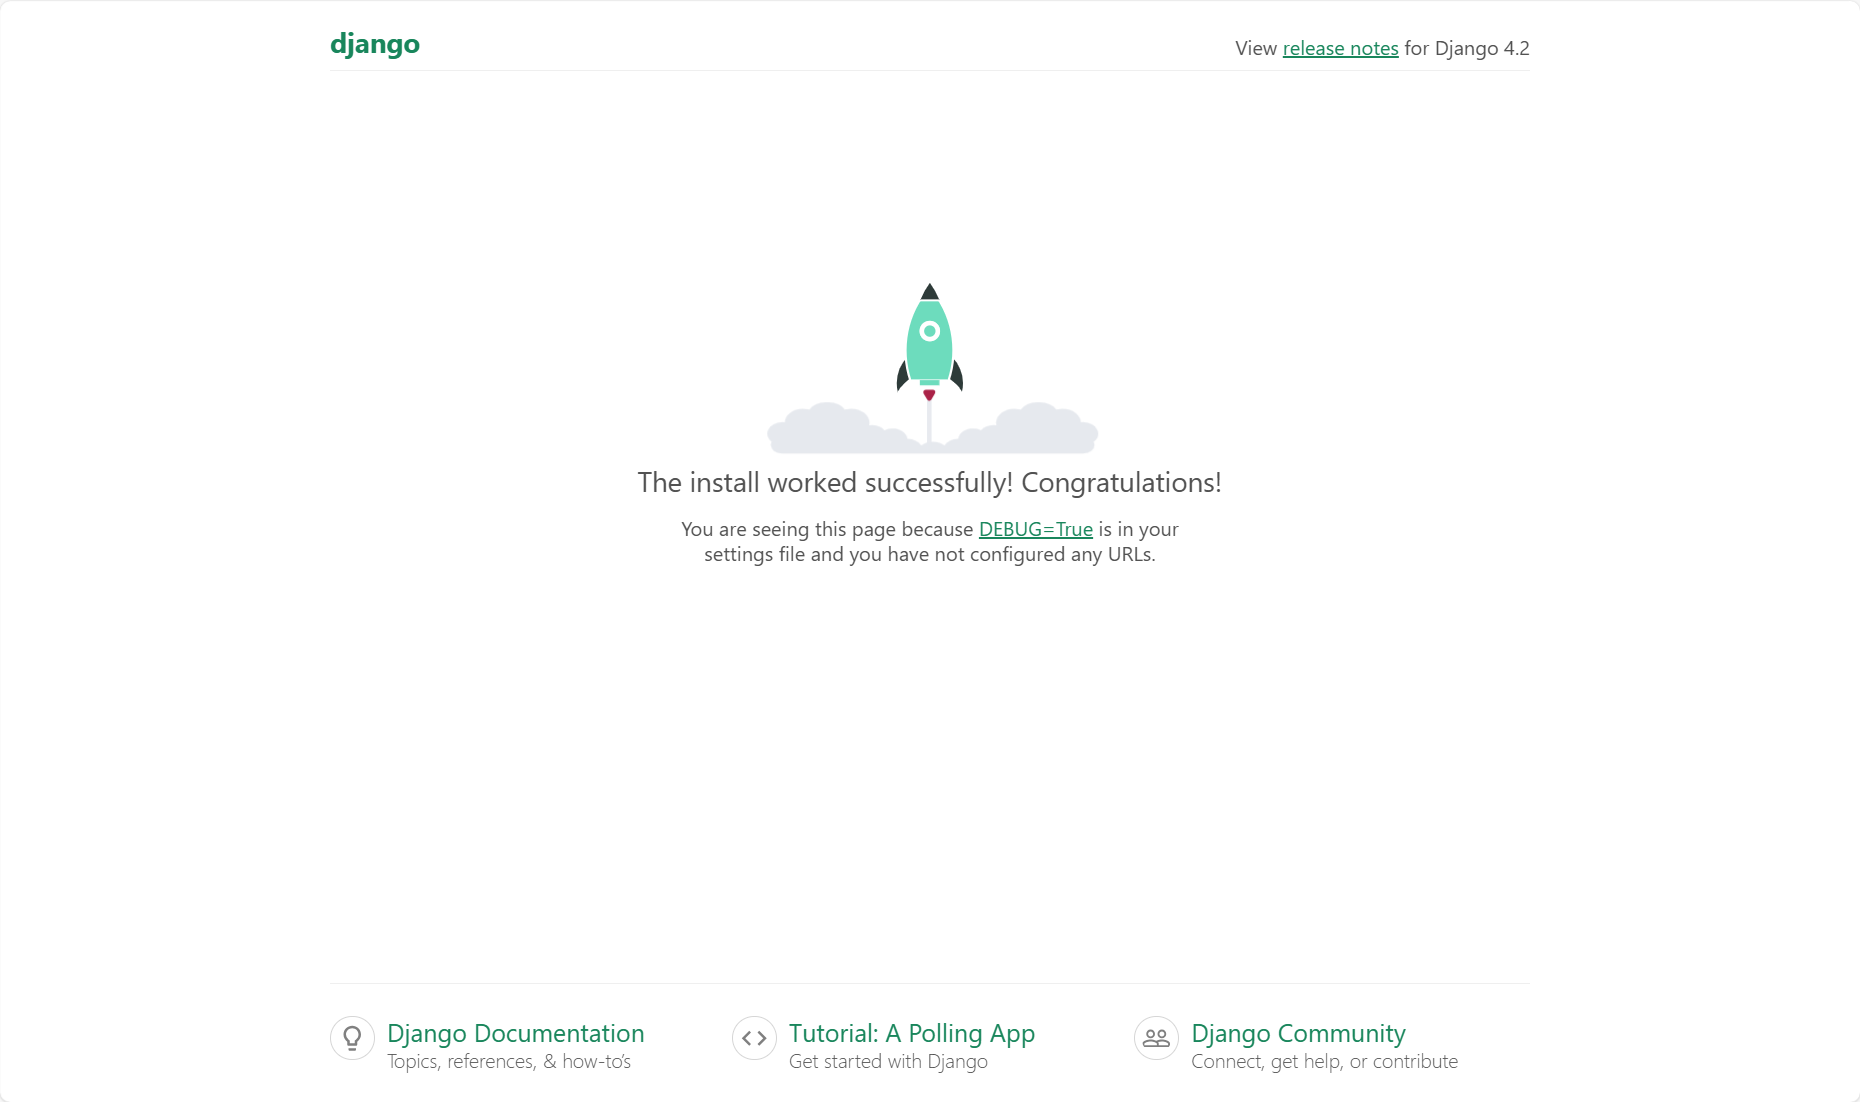 django
View release notes for Django 4.2
The install worked successfully! Congratulations!
You are seeing this page because DEBUG=True is in your
settings file and you have not configured any URLs.
Django Documentation
Topics, references, & how-to’s
Tutorial: A Polling App
Get started with Django
Django Community
Connect, get help, or contribute